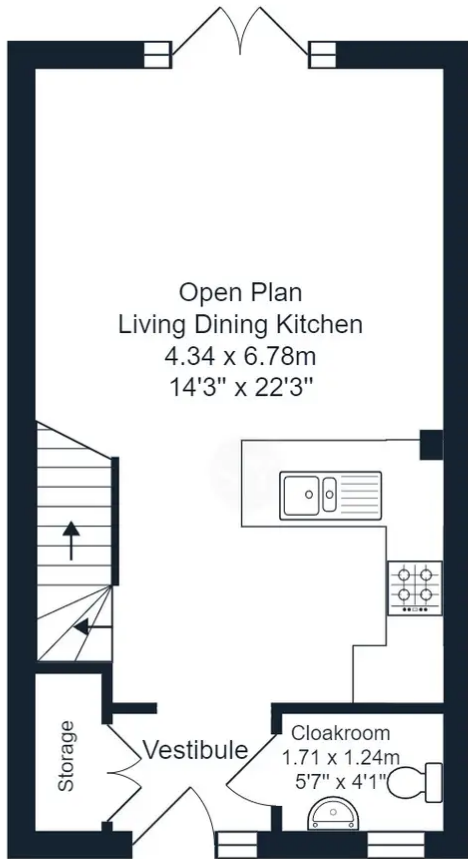 Open Plan
Living Dining Kitchen
4.34 x 6.78m
14'3" x 22'3"
Storage
Vestibule
Cloakroom
1.71 x 1.24m
5'7" x 4'1"